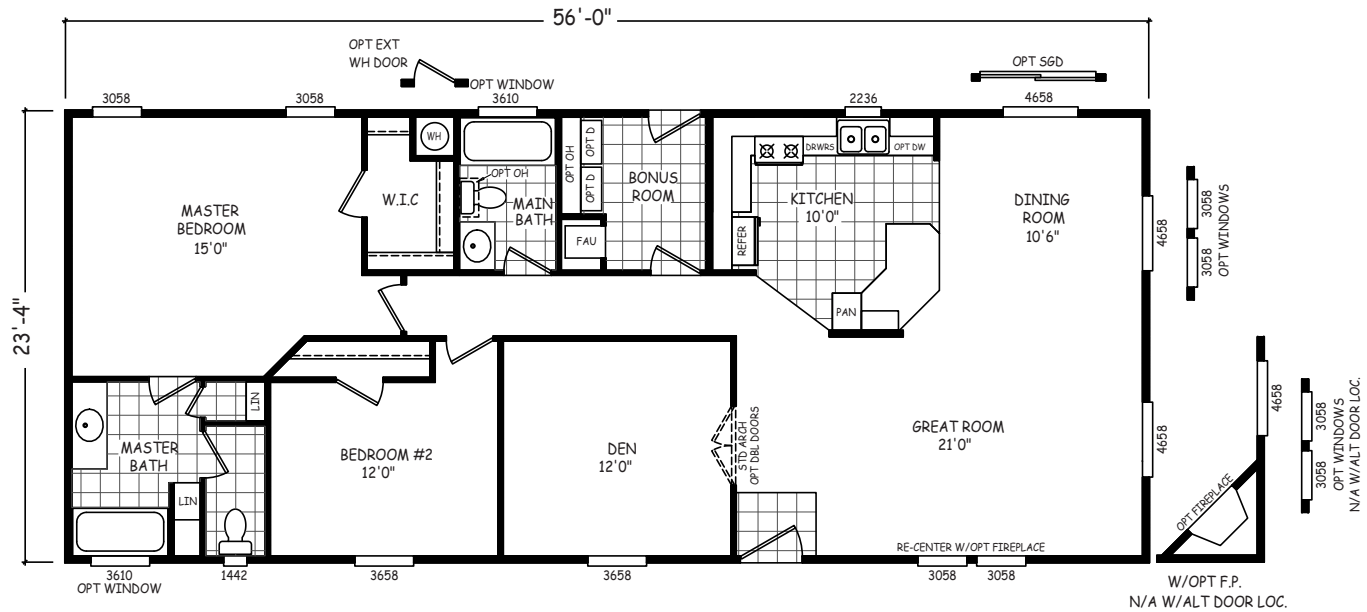 56'-0"
OPT EXT
WH DOOR
OPT WINDOW
OPT SGD
3058
3058
3610
2236
4658
WH
OPT OH
OPT OH
OPT D
OPT D
DRWRS
OPT DW
MASTER
BEDROOM
15'0"
W.I.C
MAIN
BATH
BONUS
ROOM
KITCHEN
10'0"
DINING
ROOM
10'6"
4658
3058
3058
OPT WINDOWS
FAU
REFER
PAN
23'-4"
LIN
MASTER
BATH
LIN
BEDROOM #2
12'0"
DEN
12'0"
STD ARCH
OPT DBL DOORS
GREAT ROOM
21'0"
4658
4658
3058
3058
OPT WINDOWS
N/A W/ALT DOOR LOC.
OPT FIREPLACE
RE-CENTER W/OPT FIREPLACE
3610
OPT WINDOW
1442
3658
3658
3058
3058
W/OPT F.P.
N/A W/ALT DOOR LOC.